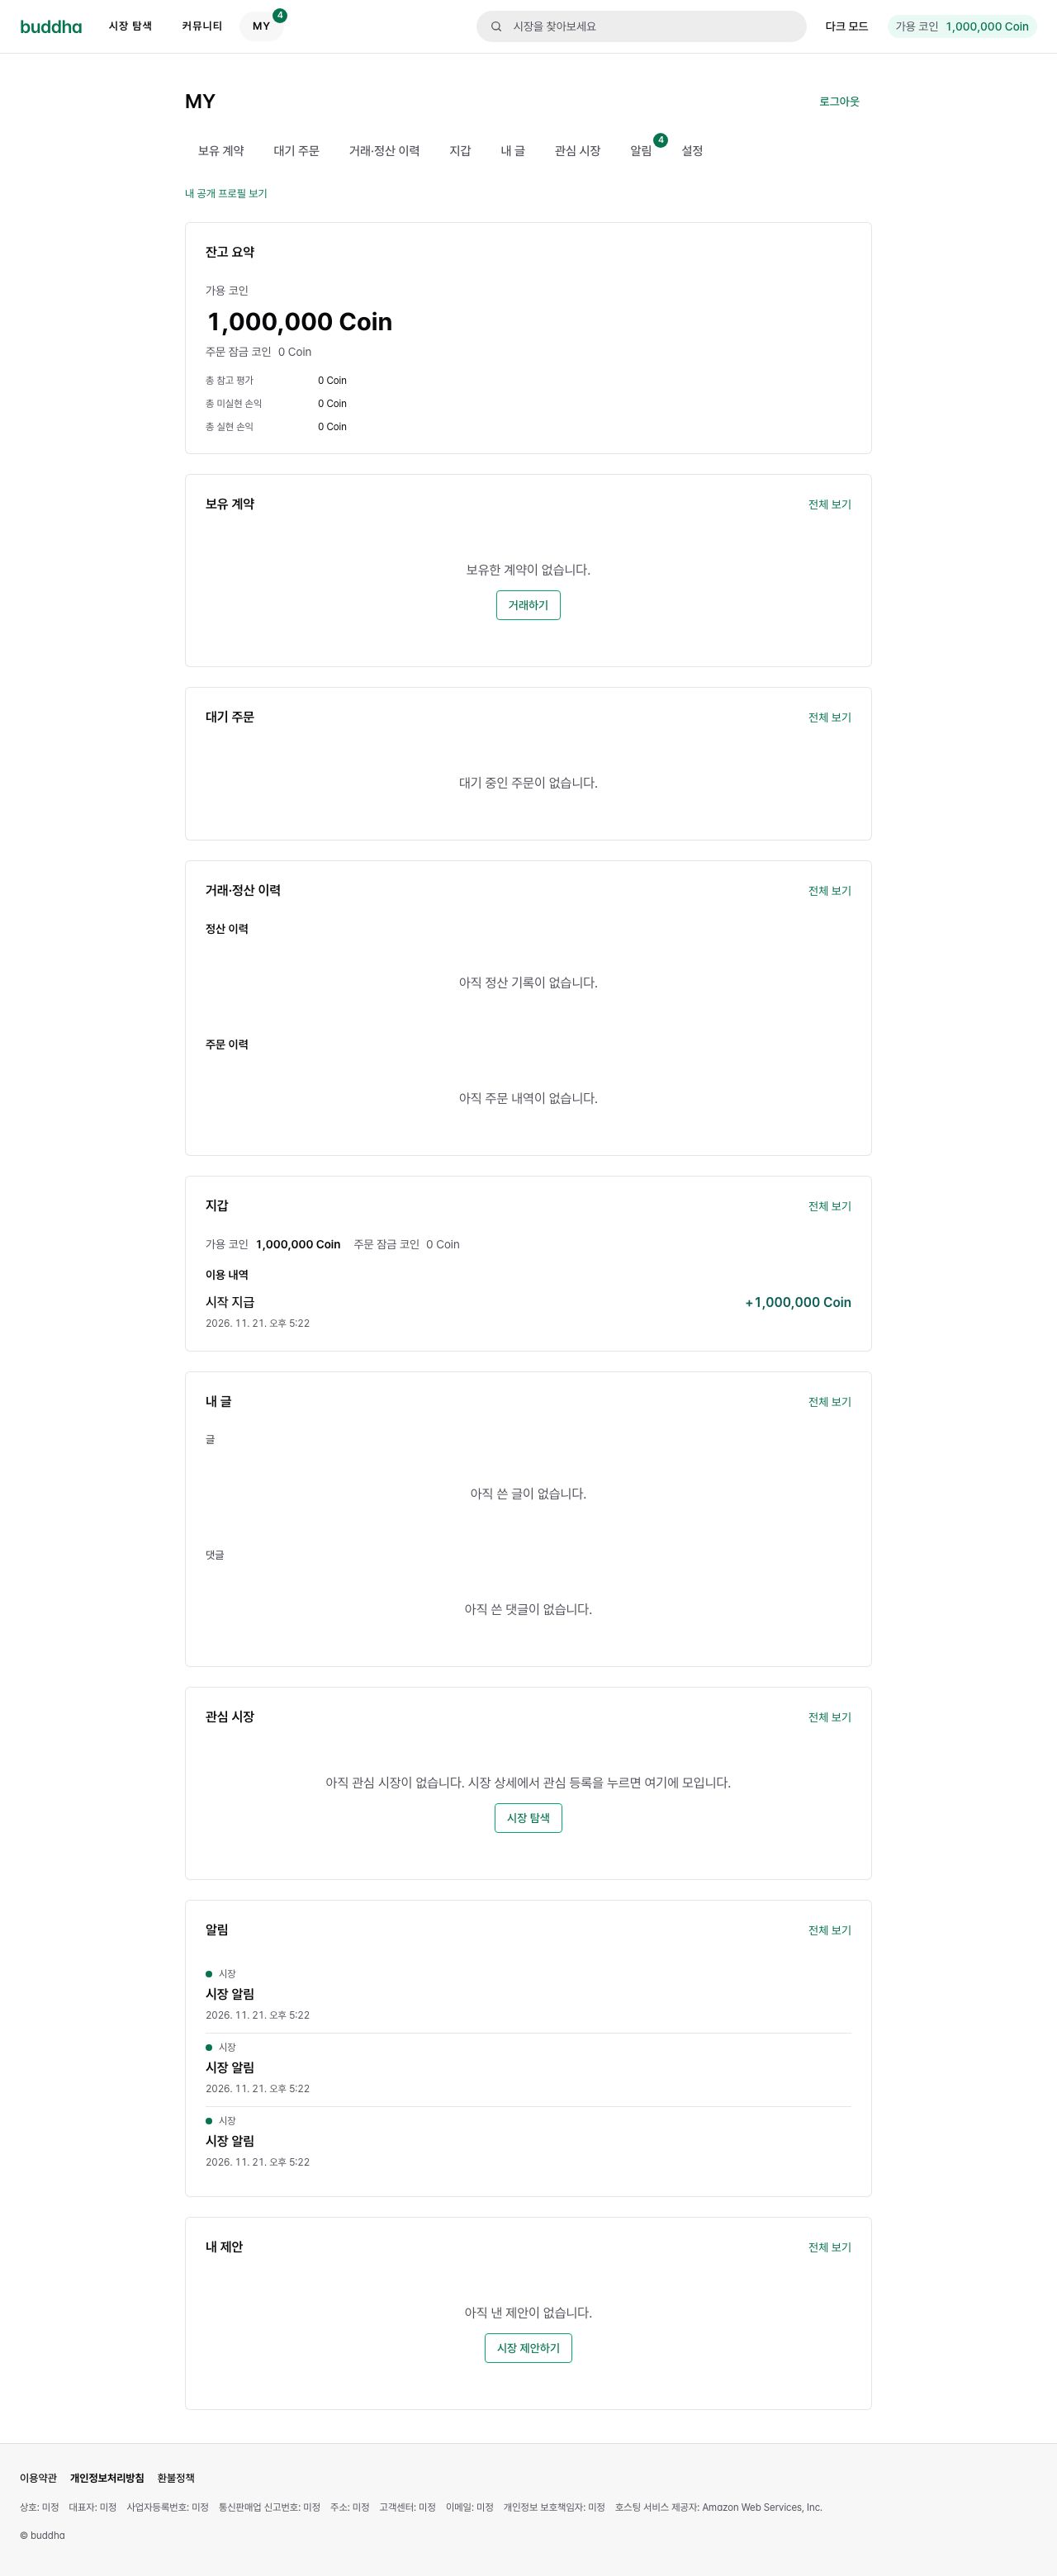 buddha 시장 탐색 커뮤니티 MY 4 시장을 찾아보세요 다크 모드 가용 코인 1,000,000 Coin
MY 로그아웃
보유 계약 대기 주문 거래·정산 이력 지갑 내 글 관심 시장 알림 4 설정
내 공개 프로필 보기
잔고 요약
가용 코인
1,000,000 Coin
주문 잠금 코인 0 Coin
총 참고 평가 0 Coin
총 미실현 손익 0 Coin
총 실현 손익 0 Coin
보유 계약 전체 보기
보유한 계약이 없습니다.
거래하기
대기 주문 전체 보기
대기 중인 주문이 없습니다.
거래·정산 이력 전체 보기
정산 이력
아직 정산 기록이 없습니다.
주문 이력
아직 주문 내역이 없습니다.
지갑 전체 보기
가용 코인 1,000,000 Coin 주문 잠금 코인 0 Coin
이용 내역
시작 지급 +1,000,000 Coin
2026. 11. 21. 오후 5:22
내 글 전체 보기
글
아직 쓴 글이 없습니다.
댓글
아직 쓴 댓글이 없습니다.
관심 시장 전체 보기
아직 관심 시장이 없습니다. 시장 상세에서 관심 등록을 누르면 여기에 모입니다.
시장 탐색
알림 전체 보기
시장
시장 알림
2026. 11. 21. 오후 5:22
시장
시장 알림
2026. 11. 21. 오후 5:22
시장
시장 알림
2026. 11. 21. 오후 5:22
내 제안 전체 보기
아직 낸 제안이 없습니다.
시장 제안하기
이용약관 개인정보처리방침 환불정책
상호: 미정 대표자: 미정 사업자등록번호: 미정 통신판매업 신고번호: 미정 주소: 미정 고객센터: 미정 이메일: 미정 개인정보 보호책임자: 미정 호스팅 서비스 제공자: Amazon Web Services, Inc.
© buddha